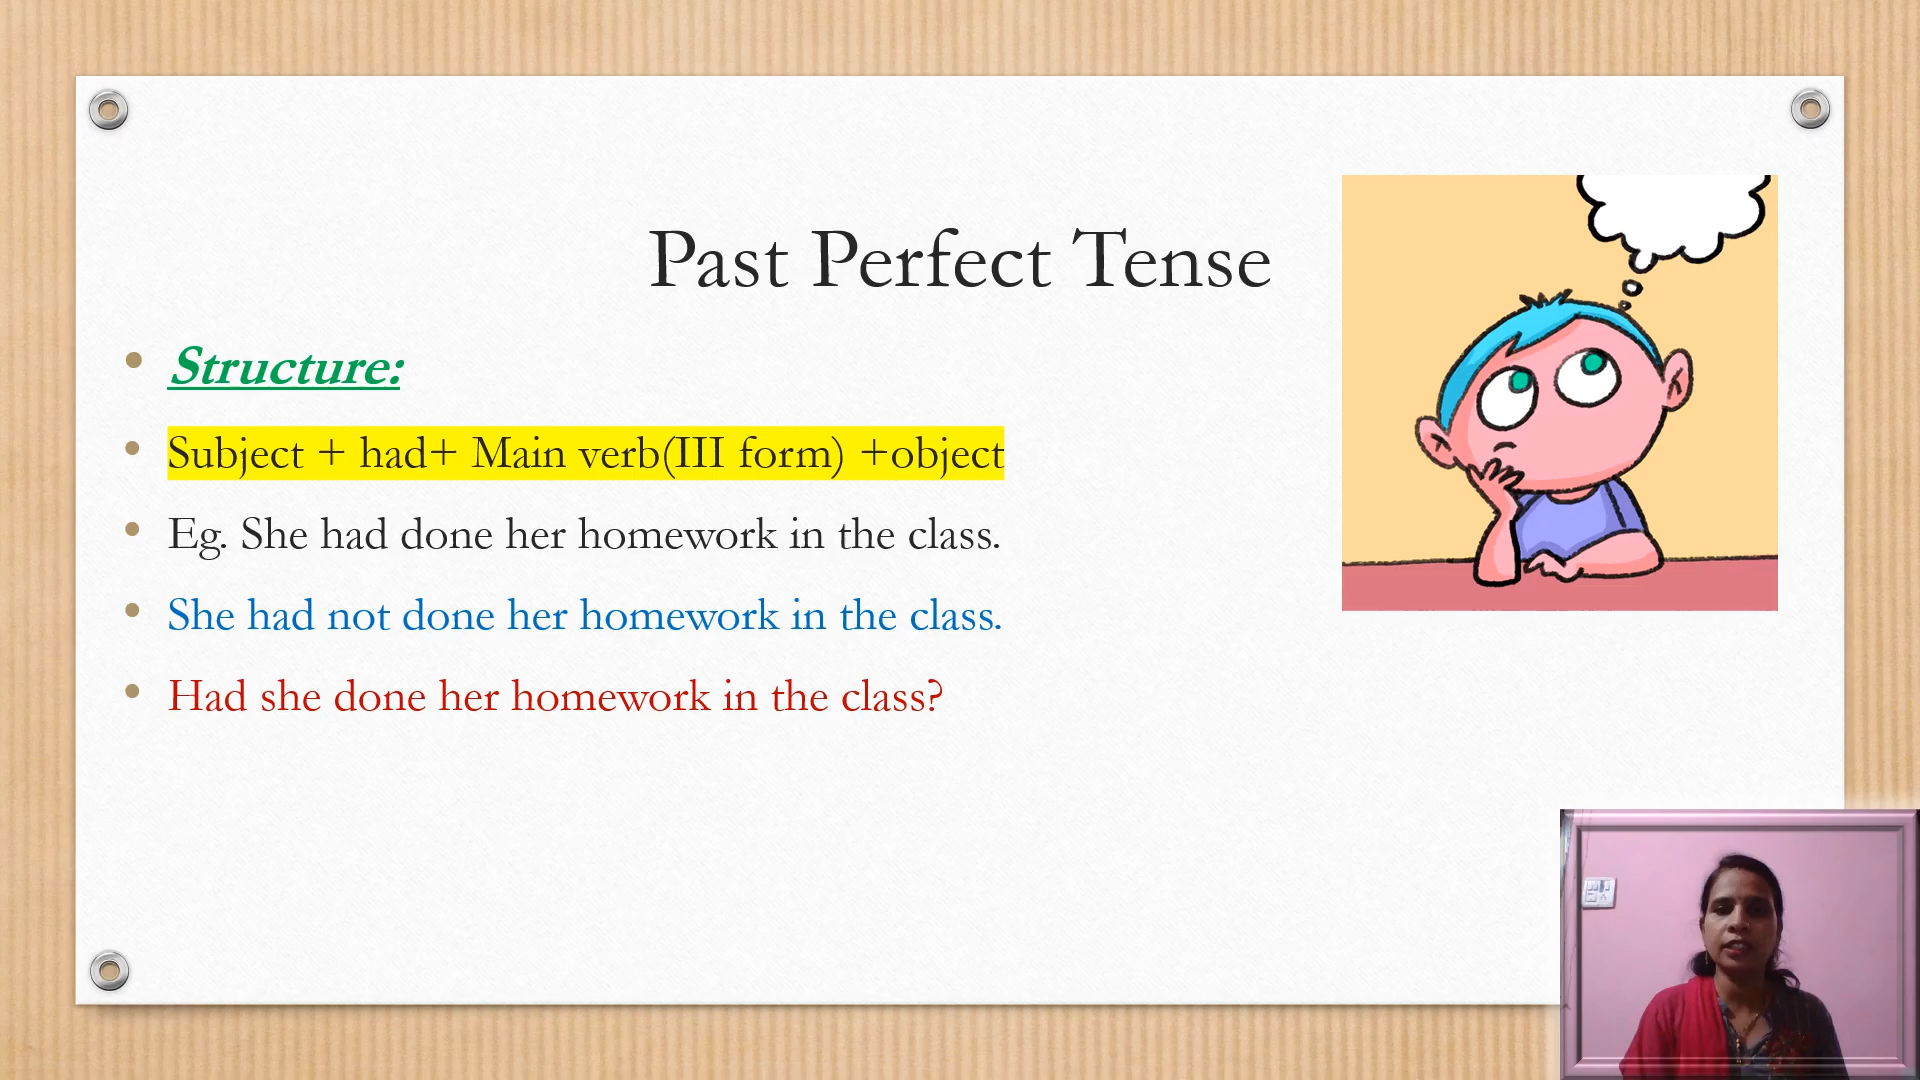 Past Perfect Tense
Structure:
Subject + had+ Main verb(III form) +object
Eg. She had done her homework in the class.
She had not done her homework in the class.
Had she done her homework in the class?